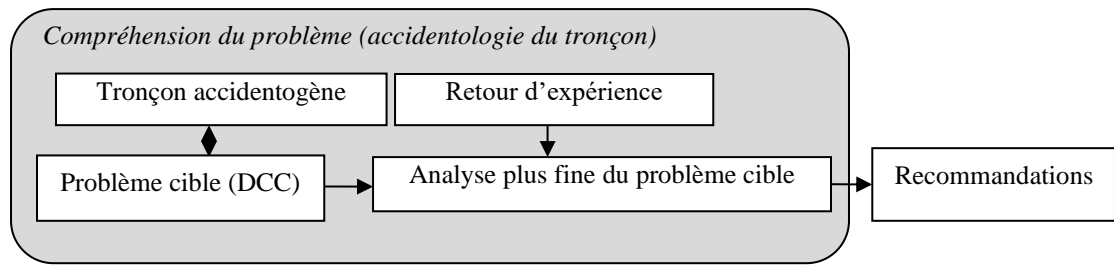 Compréhension du problème (accidentologie du tronçon)
Tronçon accidentogène
Retour d’expérience
Problème cible (DCC)
Analyse plus fine du problème cible
Recommandations